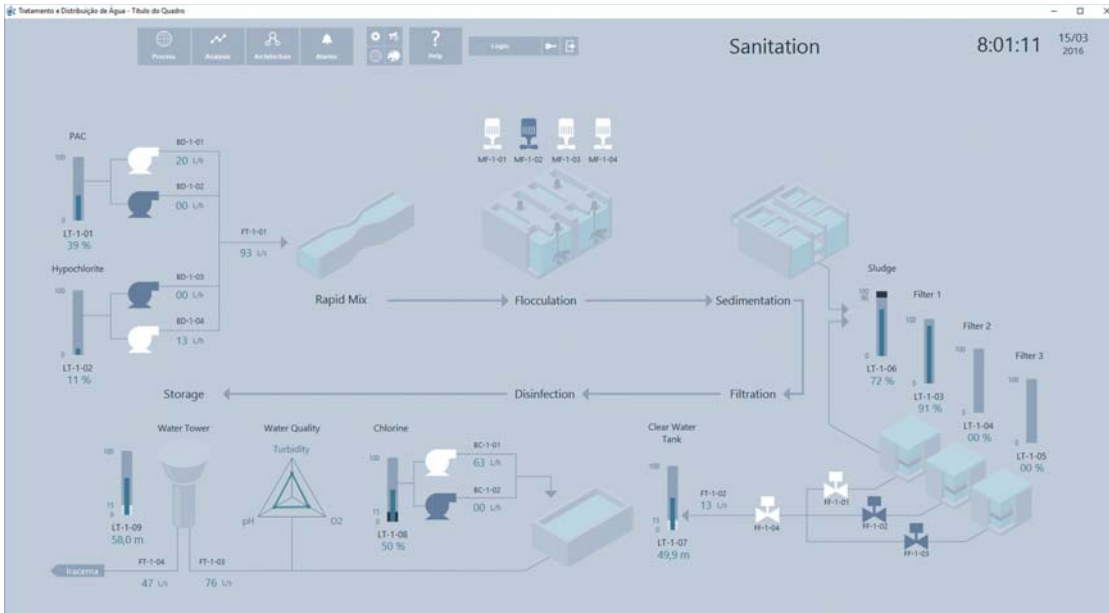 Tratamento e Distribuição de Água - Título do Quadro
Process
Analysis
Architecture
Alarms
?
Help
Login
Sanitation
8:01:11
15/03
2016
PAC
100
0
LT-1-01
39 %
BD-1-01
20 L/h
BD-1-02
00 L/h
Hypochlorite
100
0
LT-1-02
11 %
BD-1-03
00 L/h
BD-1-04
13 L/h
FT-1-01
93 L/s
MF-1-01 MF-1-02 MF-1-03 MF-1-04
Rapid Mix
Flocculation
Sedimentation
Sludge
100
0
LT-1-06
72 %
Filter 1
100
0
LT-1-03
91 %
Filter 2
100
0
LT-1-04
00 %
Filter 3
100
0
LT-1-05
00 %
Storage
Disinfection
Filtration
Water Tower
100
15
0
LT-1-09
58,0 m
Water Quality
Turbidity
pH
O2
Chlorine
100
15
0
LT-1-08
50 %
BC-1-01
63 L/h
BC-1-02
00 L/h
Clear Water
Tank
100
15
0
LT-1-07
49,9 m
FT-1-02
13 L/s
FF-1-04
FF-1-01
FF-1-02
FF-1-03
Iracema
FT-1-04
47 L/s
FT-1-03
76 L/s